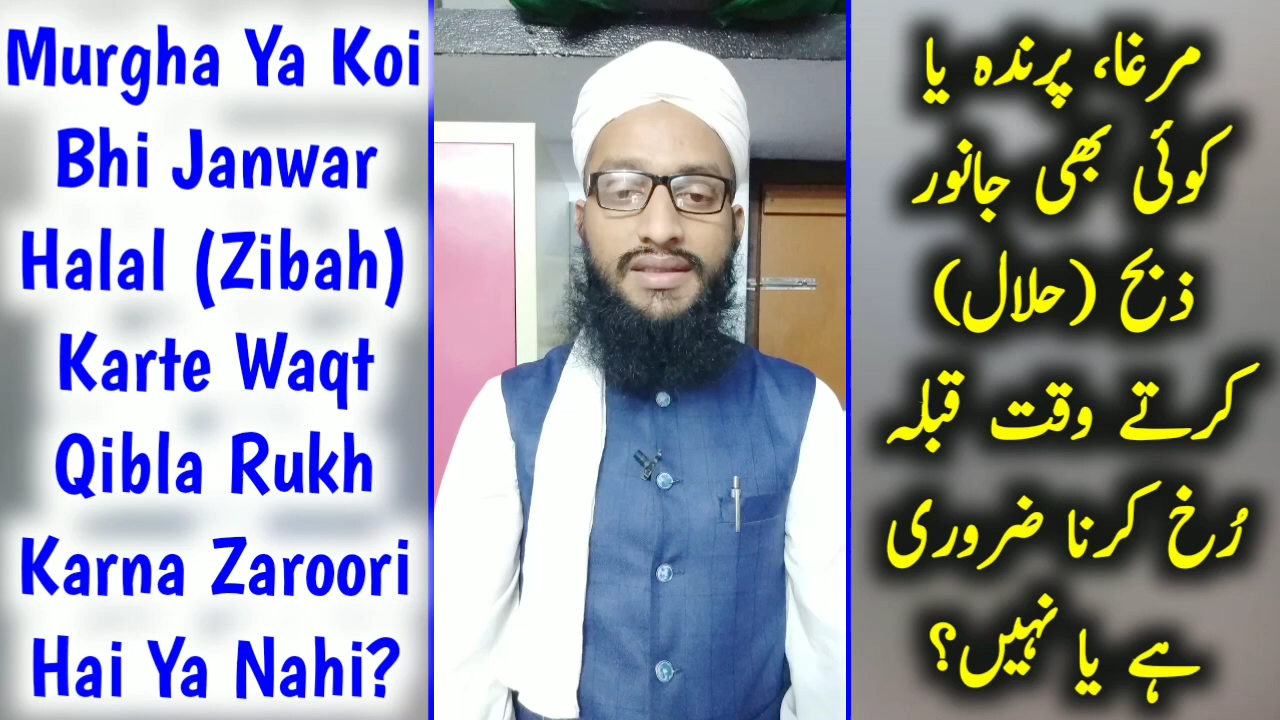 Murgha Ya Koi
Bhi Janwar
Halal (Zibah)
Karte Waqt
Qibla Rukh
Karna Zaroori
Hai Ya Nahi?
مرغا، پرندہ یا
کوئی بھی جانور
ذبح (حلال)
کرتے وقت قبلہ
رُخ کرنا ضروری
ہے یا نہیں؟